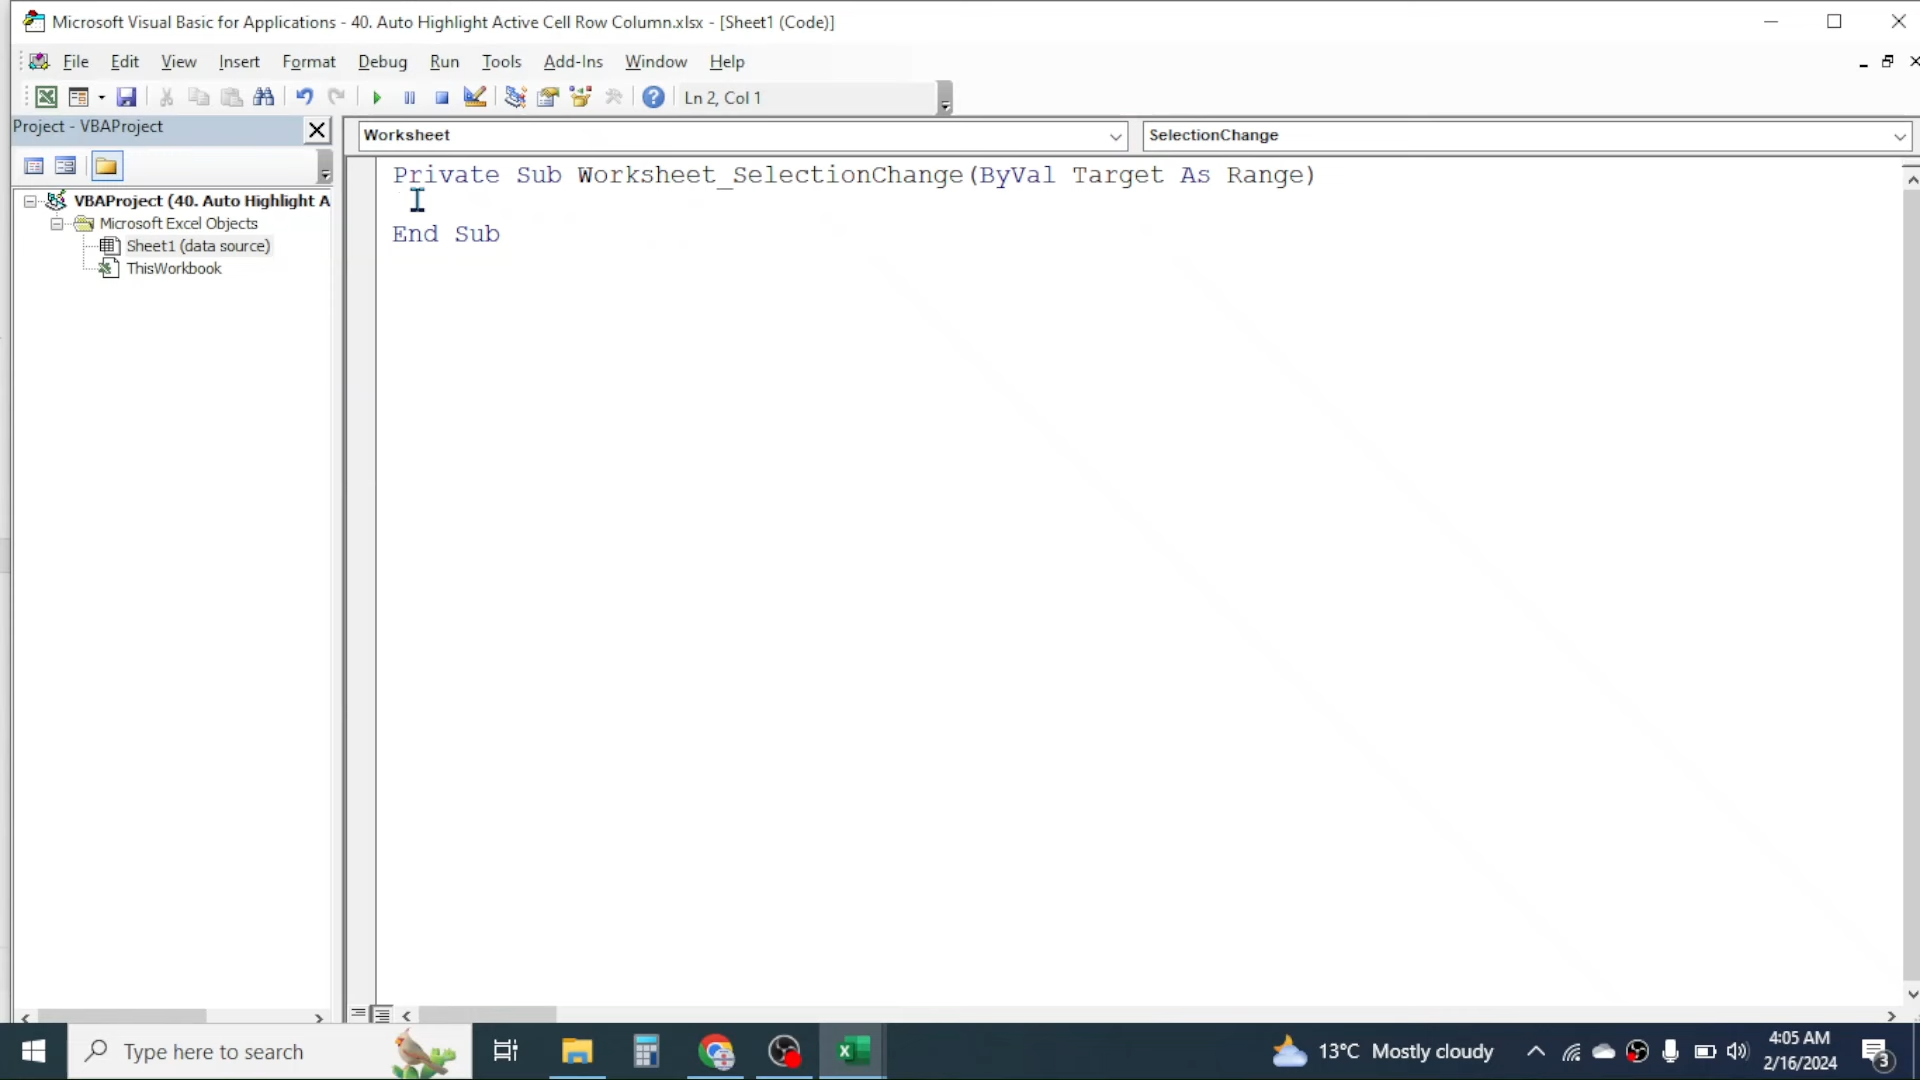 Microsoft Visual Basic for Applications - 40. Auto Highlight Active Cell Row Column.xlsx - [Sheet1 (Code)]
File Edit View Insert Format Debug Run Tools Add-Ins Window Help
Ln 2, Col 1
Project - VBAProject
Worksheet
SelectionChange
VBAProject (40. Auto Highlight A
Microsoft Excel Objects
Sheet1 (data source)
ThisWorkbook
Private Sub Worksheet_SelectionChange(ByVal Target As Range)
End Sub
Type here to search
13°C Mostly cloudy
4:05 AM
2/16/2024
3